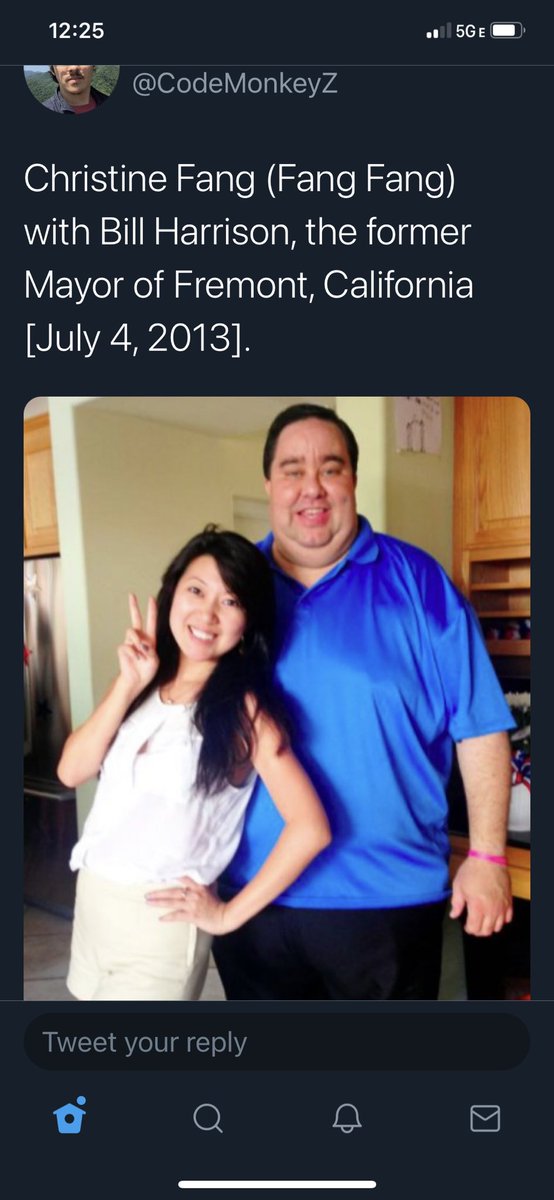 12:25
5GE
@CodeMonkeyZ
Christine Fang (Fang Fang)
with Bill Harrison, the former
Mayor of Fremont, California
[July 4, 2013].
Tweet your reply